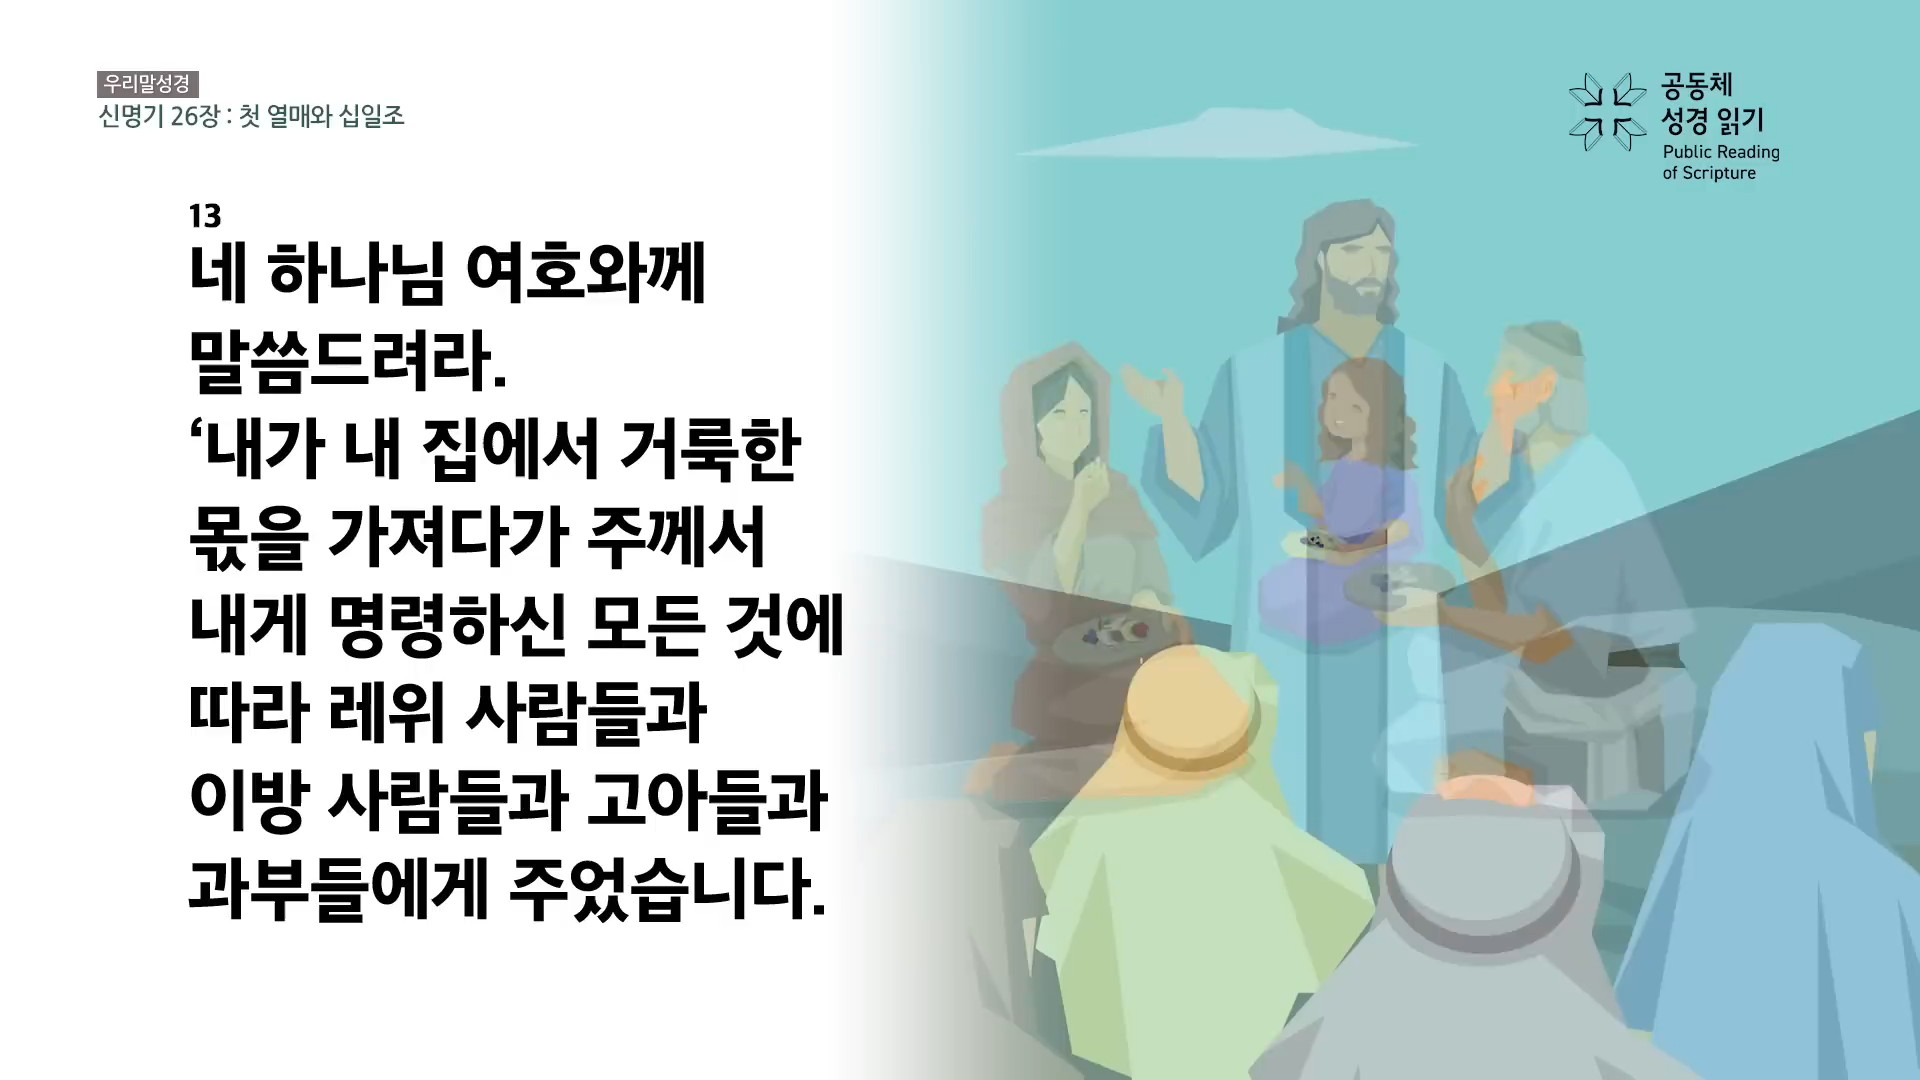 우리말성경
신명기 26장 : 첫 열매와 십일조
13
네 하나님 여호와께
말씀드려라.
‘내가 내 집에서 거룩한
몫을 가져다가 주께서
내게 명령하신 모든 것에
따라 레위 사람들과
이방 사람들과 고아들과
과부들에게 주었습니다.
공동체
성경 읽기
Public Reading
of Scripture